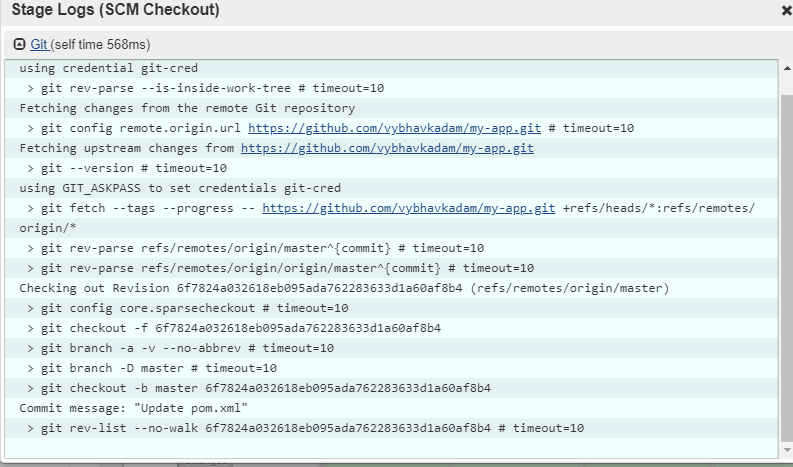 Stage Logs (SCM Checkout)
Git (self time 568ms)
using credential git-cred
> git rev-parse --is-inside-work-tree # timeout=10
Fetching changes from the remote Git repository
> git config remote.origin.url https://github.com/vybhavkadam/my-app.git # timeout=10
Fetching upstream changes from https://github.com/vybhavkadam/my-app.git
> git --version # timeout=10
using GIT_ASKPASS to set credentials git-cred
> git fetch --tags --progress -- https://github.com/vybhavkadam/my-app.git +refs/heads/*:refs/remotes/
origin/*
> git rev-parse refs/remotes/origin/master^{commit} # timeout=10
> git rev-parse refs/remotes/origin/origin/master^{commit} # timeout=10
Checking out Revision 6f7824a032618eb095ada762283633d1a60af8b4 (refs/remotes/origin/master)
> git config core.sparsecheckout # timeout=10
> git checkout -f 6f7824a032618eb095ada762283633d1a60af8b4
> git branch -a -v --no-abbrev # timeout=10
> git branch -D master # timeout=10
> git checkout -b master 6f7824a032618eb095ada762283633d1a60af8b4
Commit message: "Update pom.xml"
> git rev-list --no-walk 6f7824a032618eb095ada762283633d1a60af8b4 # timeout=10